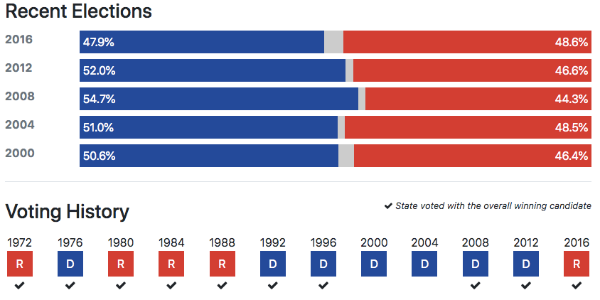 Recent Elections
2016 47.9% 48.6%
2012 52.0% 46.6%
2008 54.7% 44.3%
2004 51.0% 48.5%
2000 50.6% 46.4%
Voting History ✔ State voted with the overall winning candidate
1972 1976 1980 1984 1988 1992 1996 2000 2004 2008 2012 2016
R D R R R D D D D D D R
✔ ✔ ✔ ✔ ✔ ✔ ✔ ✔ ✔ ✔